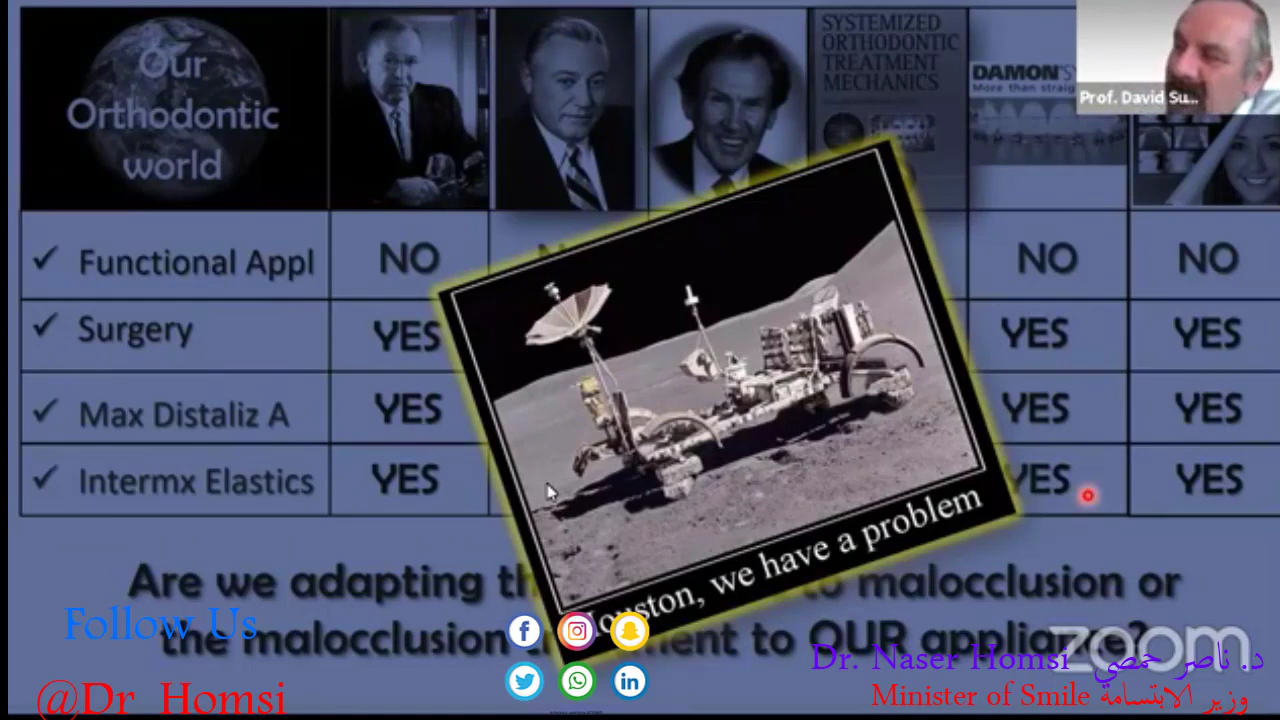 Our
Orthodontic
world
SYSTEMIZED
ORTHODONTIC
TREATMENT
MECHANICS
DAMON'S
More than straig
Prof. David Su...
✓ Functional Appl NO NO NO
✓ Surgery YES YES YES
✓ Max Distaliz A YES YES YES
✓ Intermx Elastics YES YES YES
Houston, we have a problem
Are we adapting to malocclusion or
the malocclusion to OUR appliance?
zoom
Follow Us
@Dr_Homsi
Dr. Naser Homsi د. ناصر حمصي
Minister of Smile وزير الابتسامة